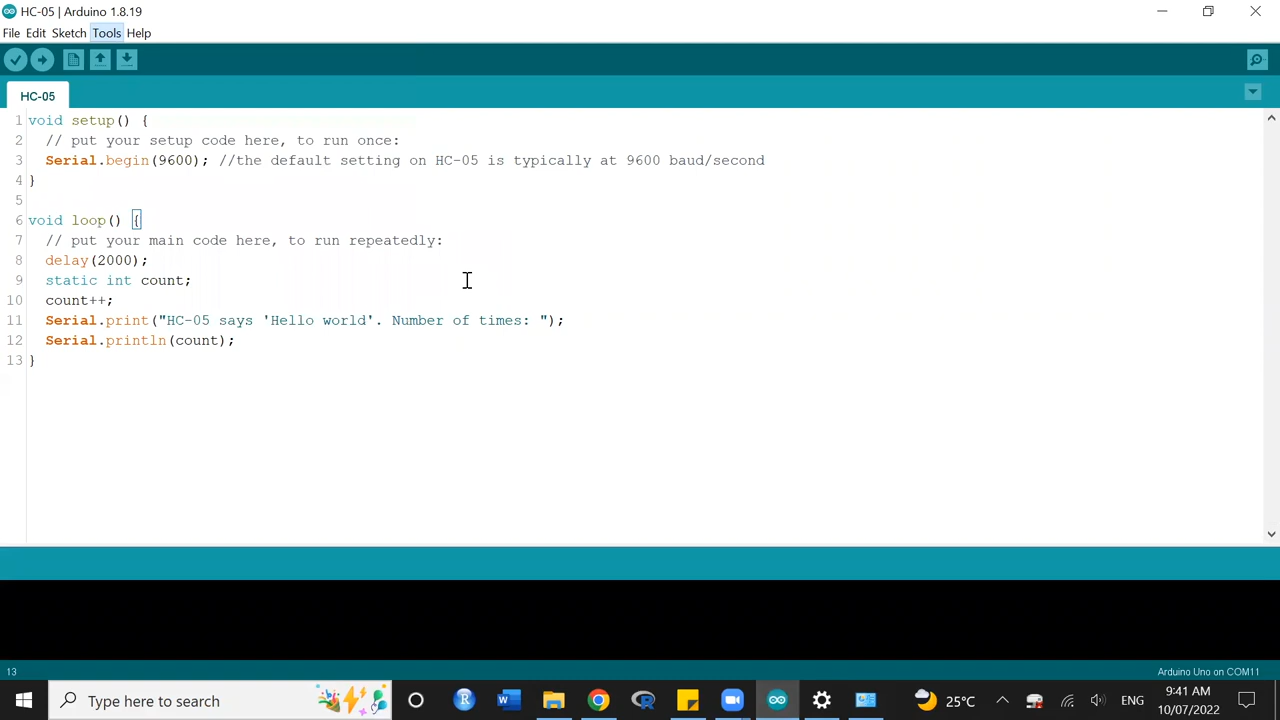 HC-05 | Arduino 1.8.19
File Edit Sketch Tools Help
HC-05
1 void setup() {
2 // put your setup code here, to run once:
3 Serial.begin(9600); //the default setting on HC-05 is typically at 9600 baud/second
4 }
5
6 void loop() {
7 // put your main code here, to run repeatedly:
8 delay(2000);
9 static int count;
10 count++;
11 Serial.print("HC-05 says 'Hello world'. Number of times: ");
12 Serial.println(count);
13 }
13 Arduino Uno on COM11
Type here to search 25°C ENG 9:41 AM
10/07/2022